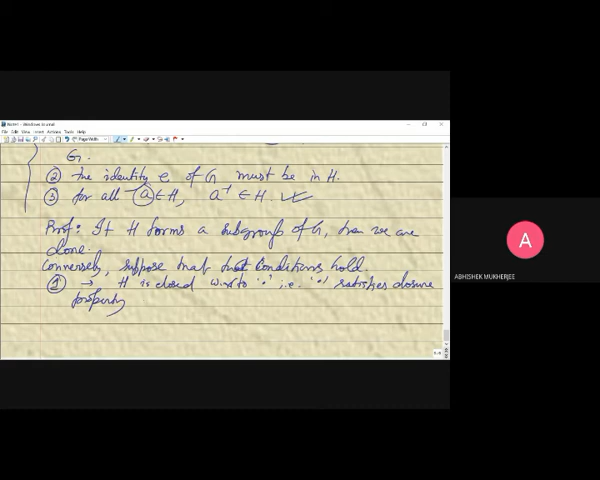 G.
② The identity e of G must be in H.
③ for all a ∈ H, a⁻¹ ∈ H.
Proof: If H forms a subgroup of G, then we are
done.
Conversely, suppose that that conditions hold.
① → H is closed w.r.to '.' i.e. '.' satisfies closure
property
A
ABHISHEK MUKHERJEE